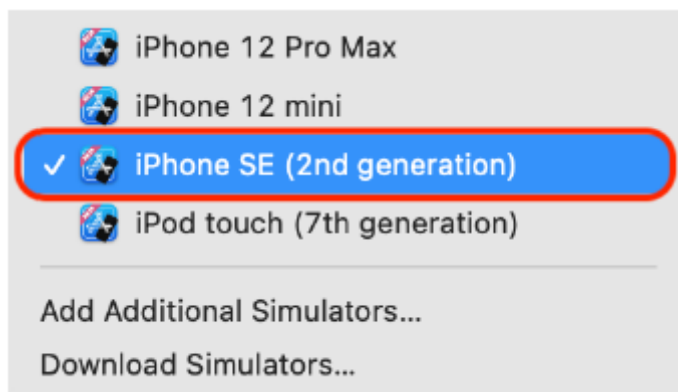 iPhone 12 Pro Max
iPhone 12 mini
iPhone SE (2nd generation)
iPod touch (7th generation)
Add Additional Simulators...
Download Simulators...